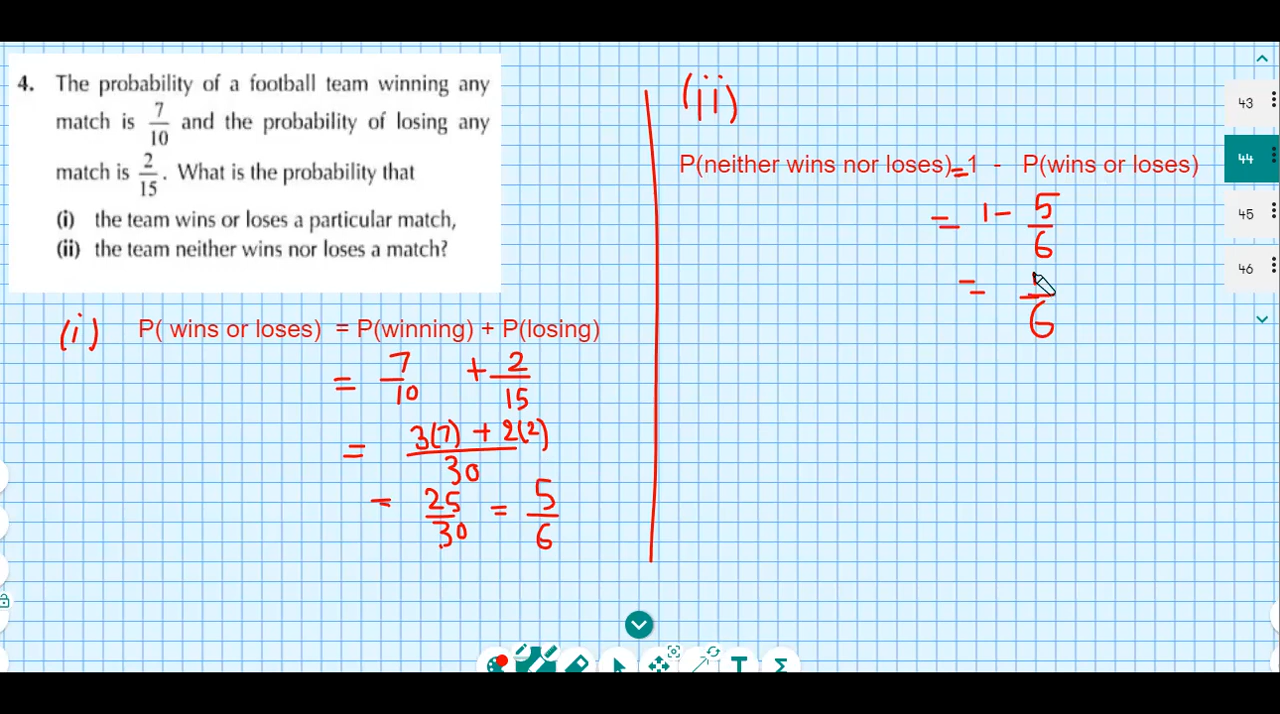 4. The probability of a football team winning any
match is 7/10 and the probability of losing any
match is 2/15. What is the probability that
(i) the team wins or loses a particular match,
(ii) the team neither wins nor loses a match?
(i) P( wins or loses) = P(winning) + P(losing)
= 7/10 + 2/15
= 3(7) + 2(2)/30
= 25/30 = 5/6
(ii)
P(neither wins nor loses) = 1 - P(wins or loses)
= 1 - 5/6
= 1/6
43
44
45
46
T
Σ